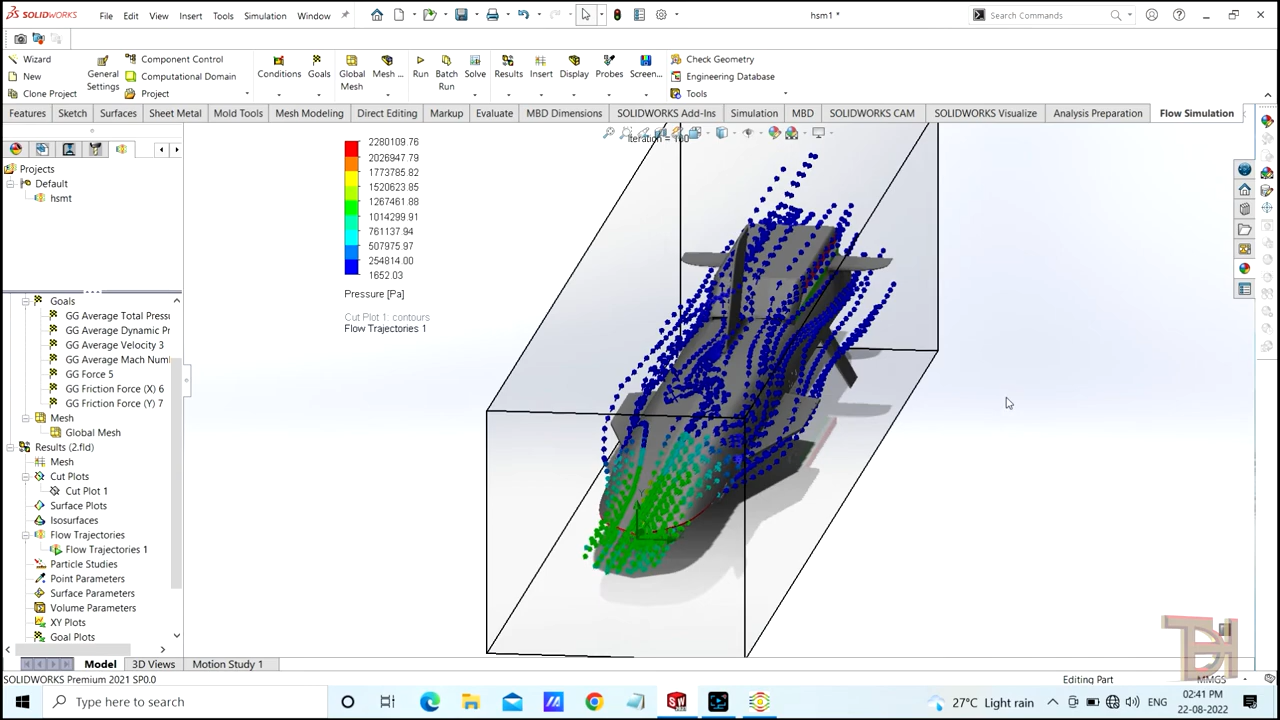 SOLIDWORKS File Edit View Insert Tools Simulation Window hsm1 * Search Commands
Wizard Component Control Check Geometry
New General Settings Computational Domain Conditions Goals Global Mesh Mesh ... Run Batch Run Solve Results Insert Display Probes Screen... Engineering Database
Clone Project Project Tools
Features Sketch Surfaces Sheet Metal Mold Tools Mesh Modeling Direct Editing Markup Evaluate MBD Dimensions SOLIDWORKS Add-Ins Simulation MBD SOLIDWORKS CAM SOLIDWORKS Visualize Analysis Preparation Flow Simulation
Iteration = 100
2280109.76
2026947.79
1773785.82
1520623.85
1267461.88
1014299.91
761137.94
507975.97
254814.00
1652.03
Pressure [Pa]
Cut Plot 1: contours
Flow Trajectories 1
Projects
Default
hsmt
Goals
GG Average Total Press
GG Average Dynamic Pr
GG Average Velocity 3
GG Average Mach Num
GG Force 5
GG Friction Force (X) 6
GG Friction Force (Y) 7
Mesh
Global Mesh
Results (2.fld)
Mesh
Cut Plots
Cut Plot 1
Surface Plots
Isosurfaces
Flow Trajectories
Flow Trajectories 1
Particle Studies
Point Parameters
Surface Parameters
Volume Parameters
XY Plots
Goal Plots
Model 3D Views Motion Study 1
SOLIDWORKS Premium 2021 SP0.0 Editing Part MMGS
Type here to search 27°C Light rain 02:41 PM
22-08-2022